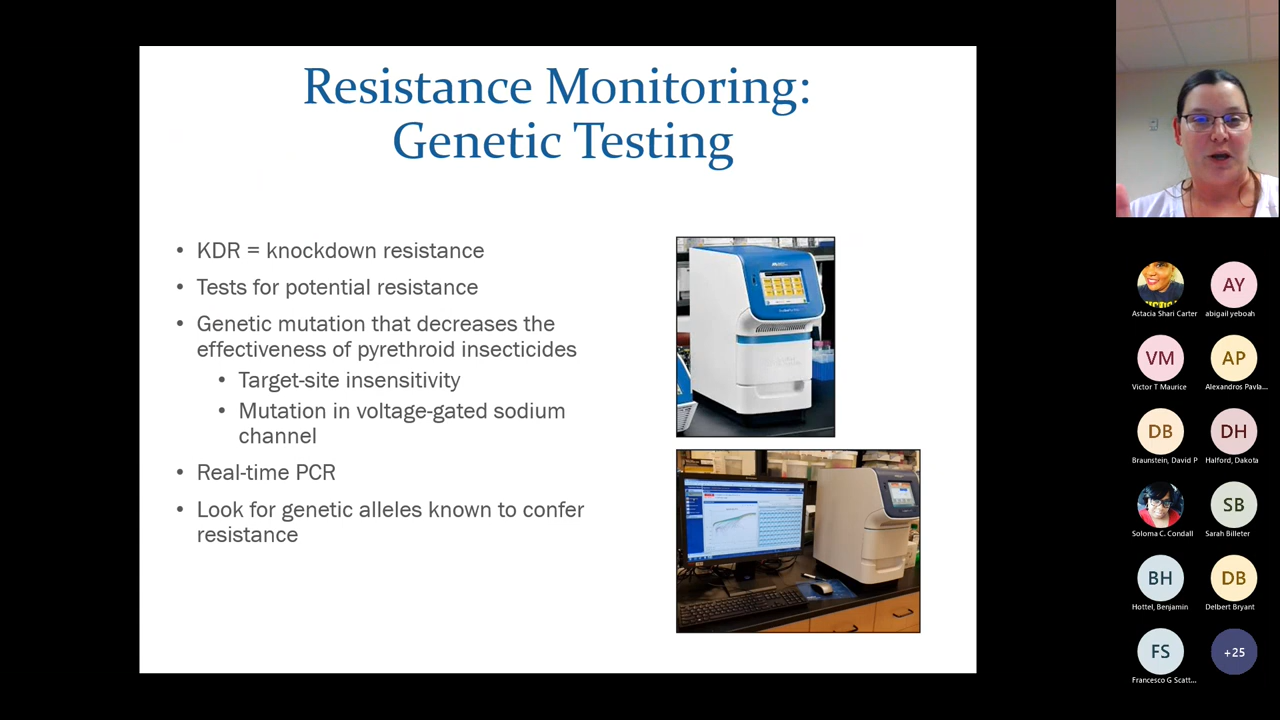 Resistance Monitoring:
Genetic Testing
• KDR = knockdown resistance
• Tests for potential resistance
• Genetic mutation that decreases the
effectiveness of pyrethroid insecticides
• Target-site insensitivity
• Mutation in voltage-gated sodium
channel
• Real-time PCR
• Look for genetic alleles known to confer
resistance
Astacia Shari Carter
AY
abigail yeboah
VM
Victor T Maurice
AP
Alexandros Pavla...
DB
Braunstein, David P
DH
Halford, Dakota
Soloma C. Condall
SB
Sarah Billeter
BH
Hottel, Benjamin
DB
Delbert Bryant
FS
Francesco G Scatt...
+25